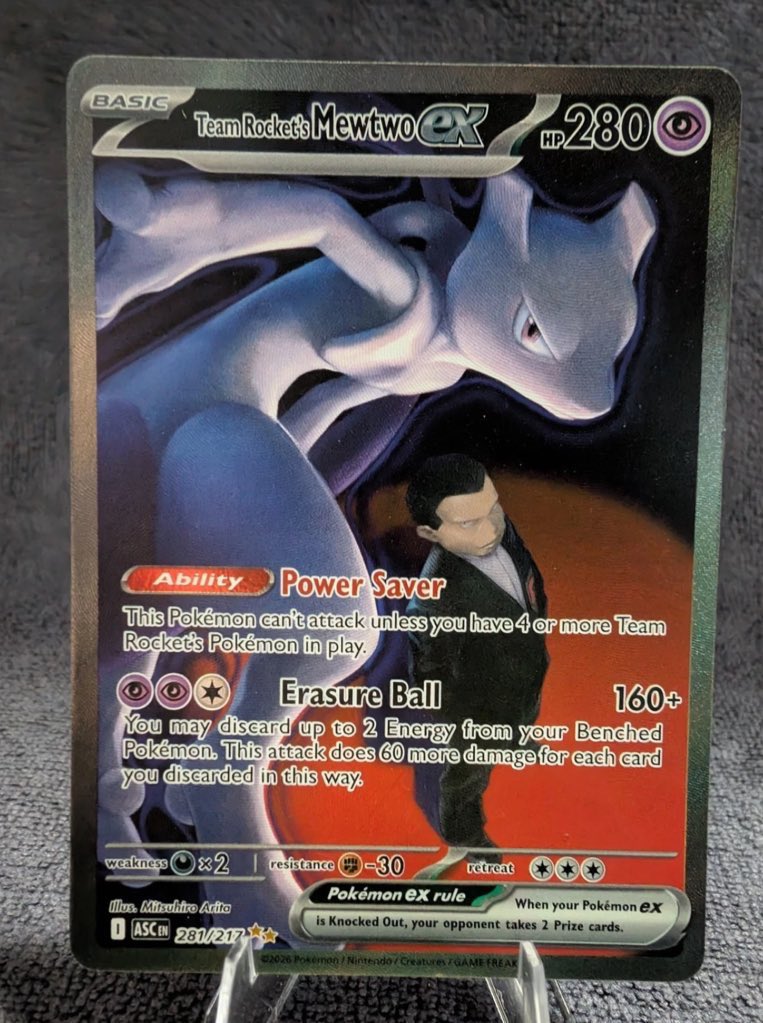 BASIC
Team Rocket's Mewtwo ex HP 280
Ability Power Saver
This Pokémon can't attack unless you have 4 or more Team
Rocket's Pokémon in play.
Erasure Ball 160+
You may discard up to 2 Energy from your Benched
Pokémon. This attack does 60 more damage for each card
you discarded in this way.
weakness ×2 resistance -30 retreat
Illus. Mitsuhiro Arita
Pokémon ex rule When your Pokémon ex
is Knocked Out, your opponent takes 2 Prize cards.
I ASC EN 281/217
©2026 Pokémon / Nintendo / Creatures / GAME FREAK